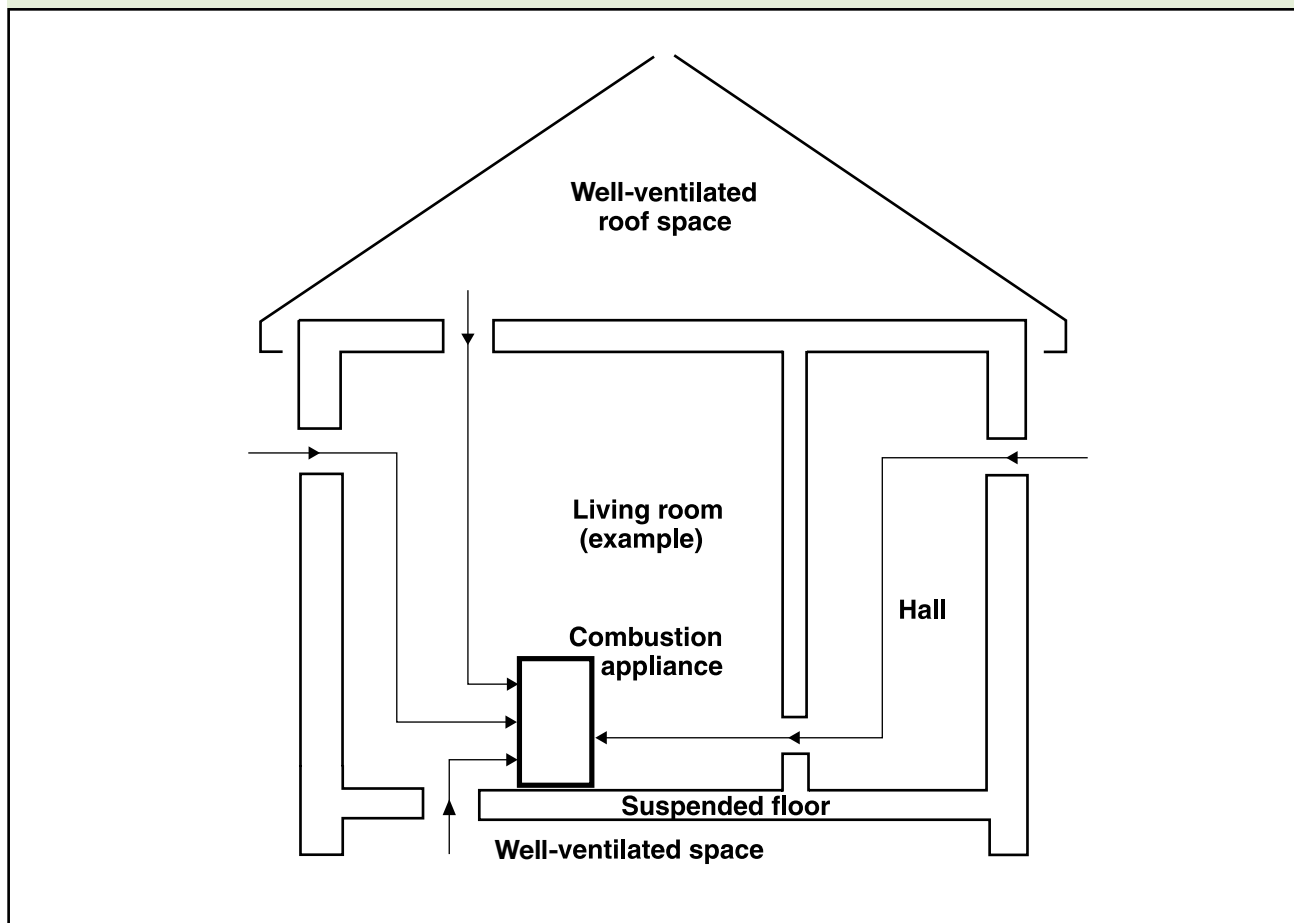 Well-ventilated
roof space
Living room
(example)
Hall
Combustion
appliance
Suspended floor
Well-ventilated space